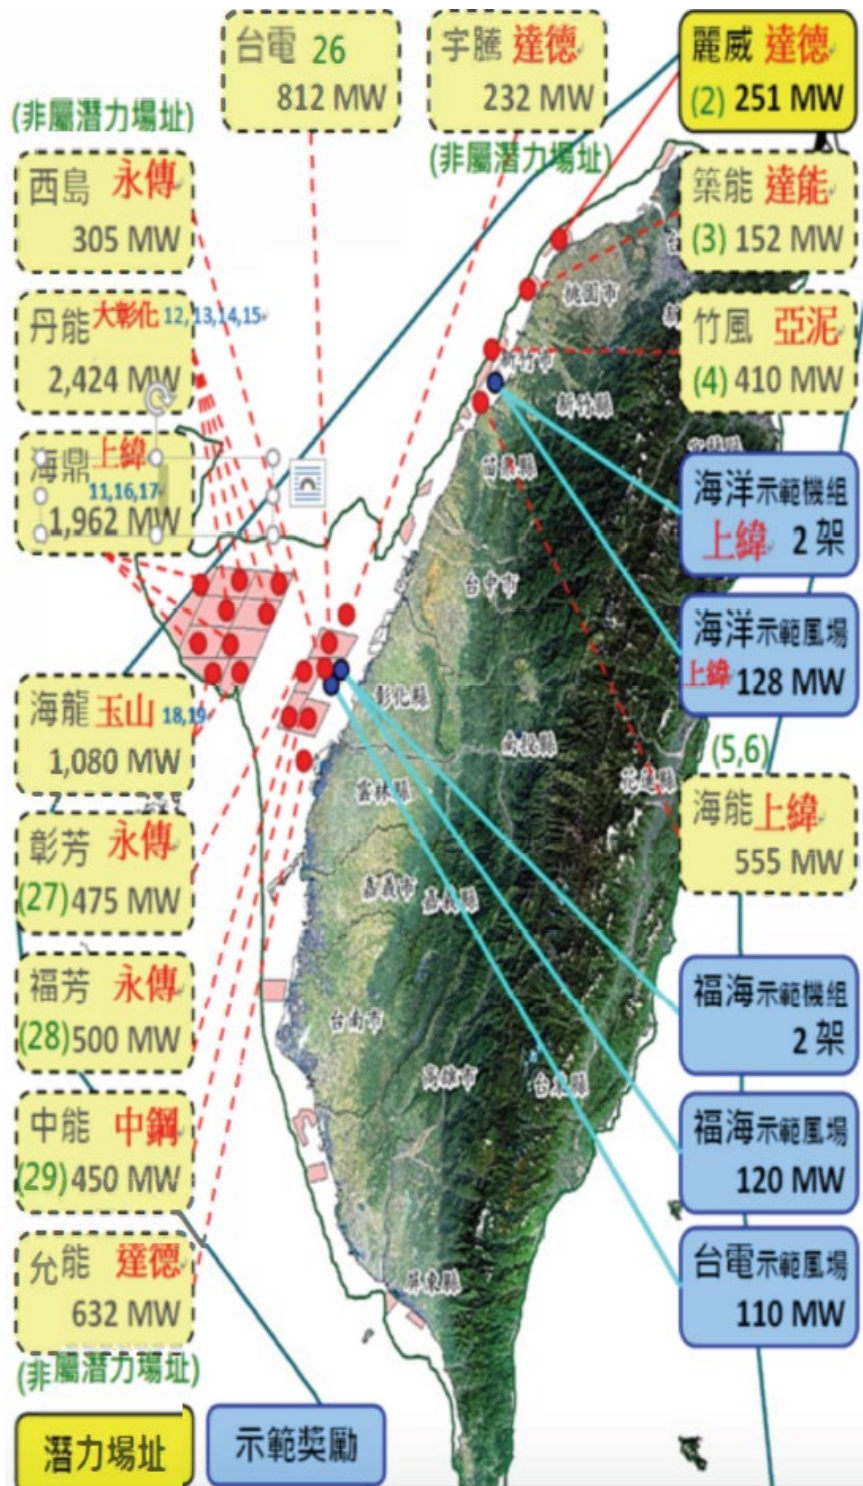 台電 26
812 MW
宇騰 達德
232 MW
(非屬潛力場址)
麗威 達德
(2) 251 MW
(非屬潛力場址)
西島 永傳
305 MW
築能 達能
(3) 152 MW
丹能 大彰化 12,13,14,15
2,424 MW
竹風 亞泥
(4) 410 MW
海鼎 上緯
11,16,17
1,962 MW
海洋示範機組
上緯 2 架
海洋示範風場
上緯 128 MW
海龍 玉山 18,19
1,080 MW
(5,6)
海能 上緯
555 MW
彰芳 永傳
(27) 475 MW
福芳 永傳
(28) 500 MW
福海示範機組
2 架
中能 中鋼
(29) 450 MW
福海示範風場
120 MW
允能 達德
632 MW
(非屬潛力場址)
台電示範風場
110 MW
潛力場址
示範獎勵
桃園市
新竹市
新竹縣
苗栗縣
台中市
彰化縣
南投縣
花蓮縣
雲林縣
嘉義市
嘉義縣
台南市
高雄市
台東縣
屏東縣